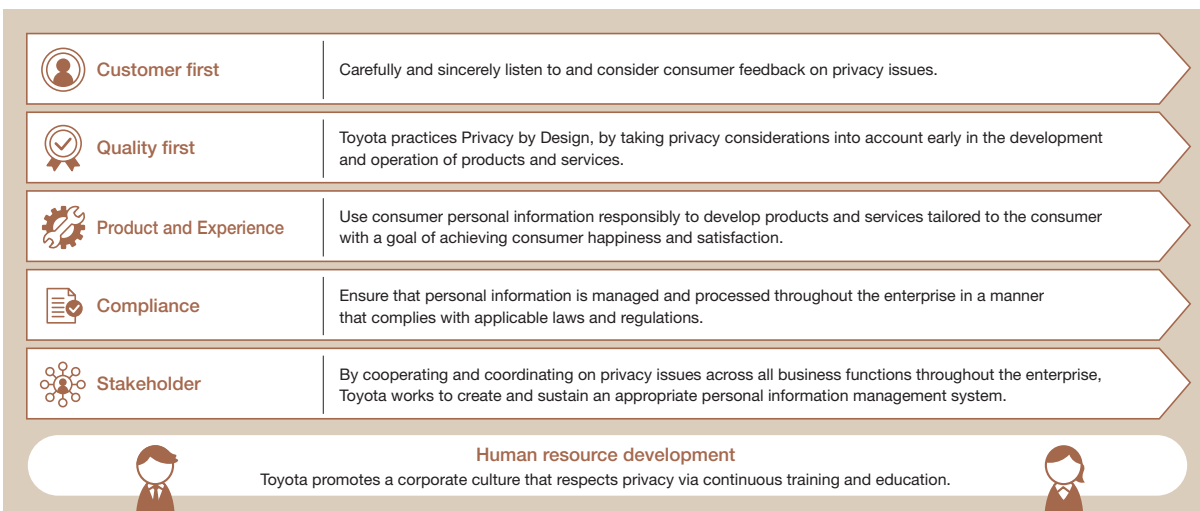 Customer first
Carefully and sincerely listen to and consider consumer feedback on privacy issues.
Quality first
Toyota practices Privacy by Design, by taking privacy considerations into account early in the development
and operation of products and services.
Product and Experience
Use consumer personal information responsibly to develop products and services tailored to the consumer
with a goal of achieving consumer happiness and satisfaction.
Compliance
Ensure that personal information is managed and processed throughout the enterprise in a manner
that complies with applicable laws and regulations.
Stakeholder
By cooperating and coordinating on privacy issues across all business functions throughout the enterprise,
Toyota works to create and sustain an appropriate personal information management system.
Human resource development
Toyota promotes a corporate culture that respects privacy via continuous training and education.